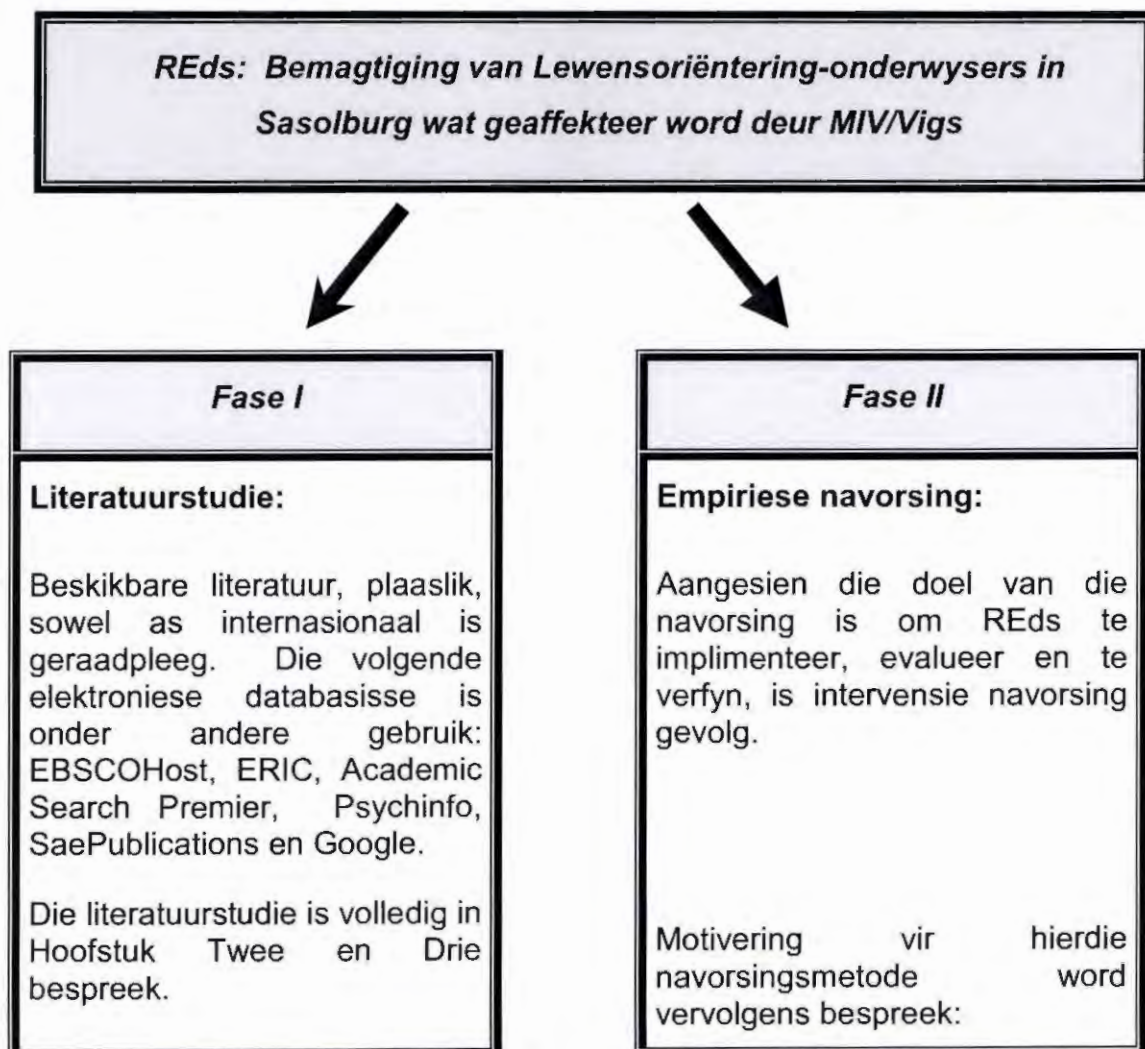 REds: Bemagtiging van Lewensoriëntering-onderwysers in
Sasolburg wat geaffekteer word deur MIV/Vigs
Fase I
Literatuurstudie:
Beskikbare literatuur, plaaslik,
sowel as internasionaal is
geraadpleeg. Die volgende
elektroniese databasisse is
onder andere gebruik:
EBSCOHost, ERIC, Academic
Search Premier, Psychinfo,
SaePublications en Google.
Die literatuurstudie is volledig in
Hoofstuk Twee en Drie
bespreek.
Fase II
Empiriese navorsing:
Aangesien die doel van die
navorsing is om REds te
implimenteer, evalueer en te
verfyn, is intervensie navorsing
gevolg.
Motivering vir hierdie
navorsingsmetode word
vervolgens bespreek: